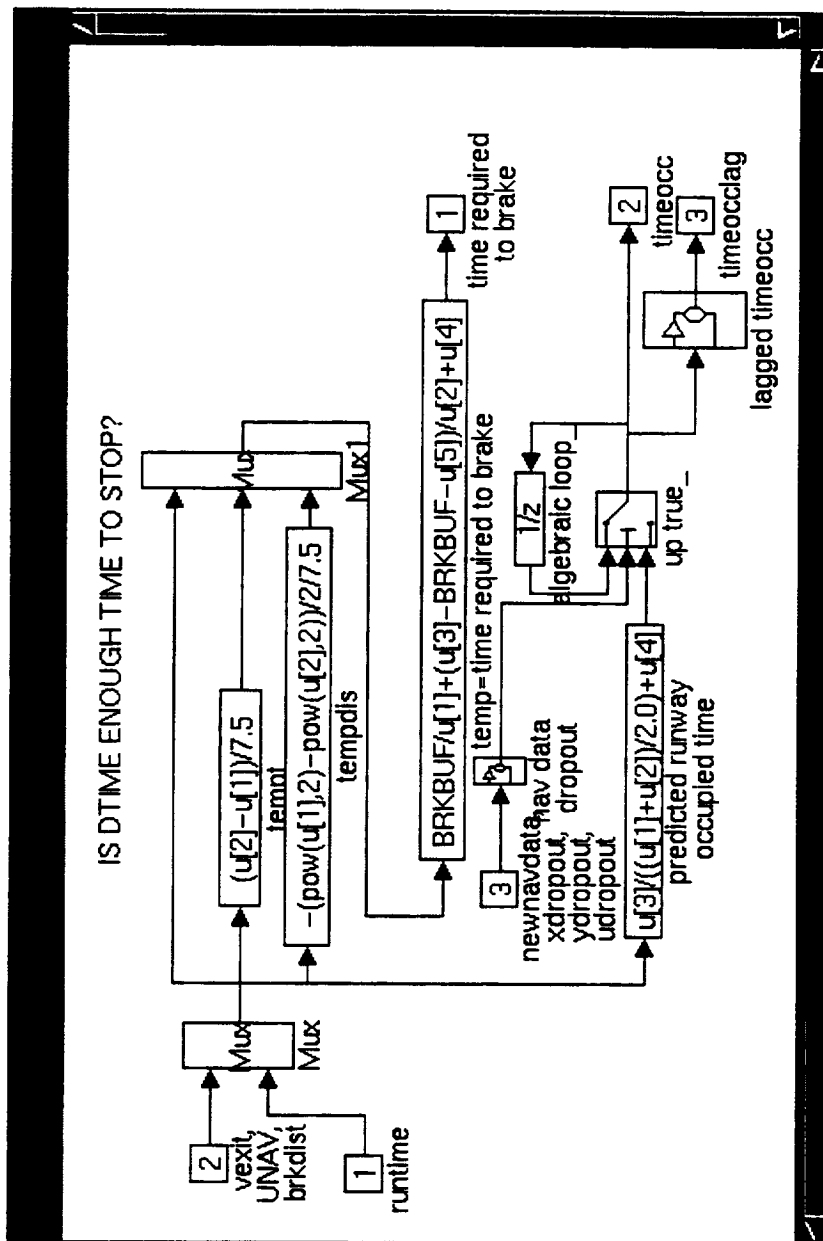 IS DTIME ENOUGH TIME TO STOP?
2
vexit,
UNAV,
brkdist
1
runtime
Mux
Mux
(u[2]-u[1])/7.5
tempt
-(pow(u[1],2)-pow(u[2],2))/2/7.5
tempdis
Mux
Mux1
BRKBUF/u[1]+(u[3]-BRKBUF-u[5])/u[2]+u[4]
temp=time required to brake
1
time required
to brake
3
newnavdata,
xdropout,
ydropout,
udropout
nav data
dropout
1/z
algebraic loop_
u[3]/((u[1]+u[2])/2.0)+u[4]
predicted runway
occupied time
up true_
2
timeocc
3
timeocclag
lagged timeocc